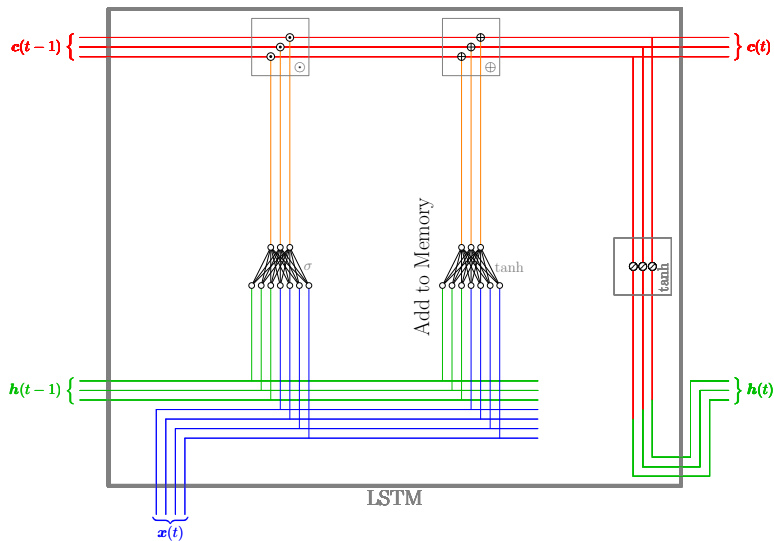 c(t − 1) { } c(t)
⊙ ⊕
Add to Memory
σ tanh
tanh
h(t − 1) { } h(t)
LSTM
x(t)